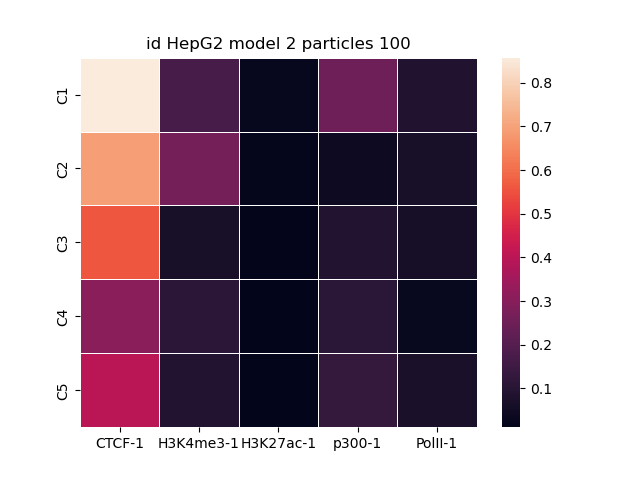 id HepG2 model 2 particles 100
C1
C2
C3
C4
C5
CTCF-1 H3K4me3-1 H3K27ac-1 p300-1 PolII-1
0.8
0.7
0.6
0.5
0.4
0.3
0.2
0.1